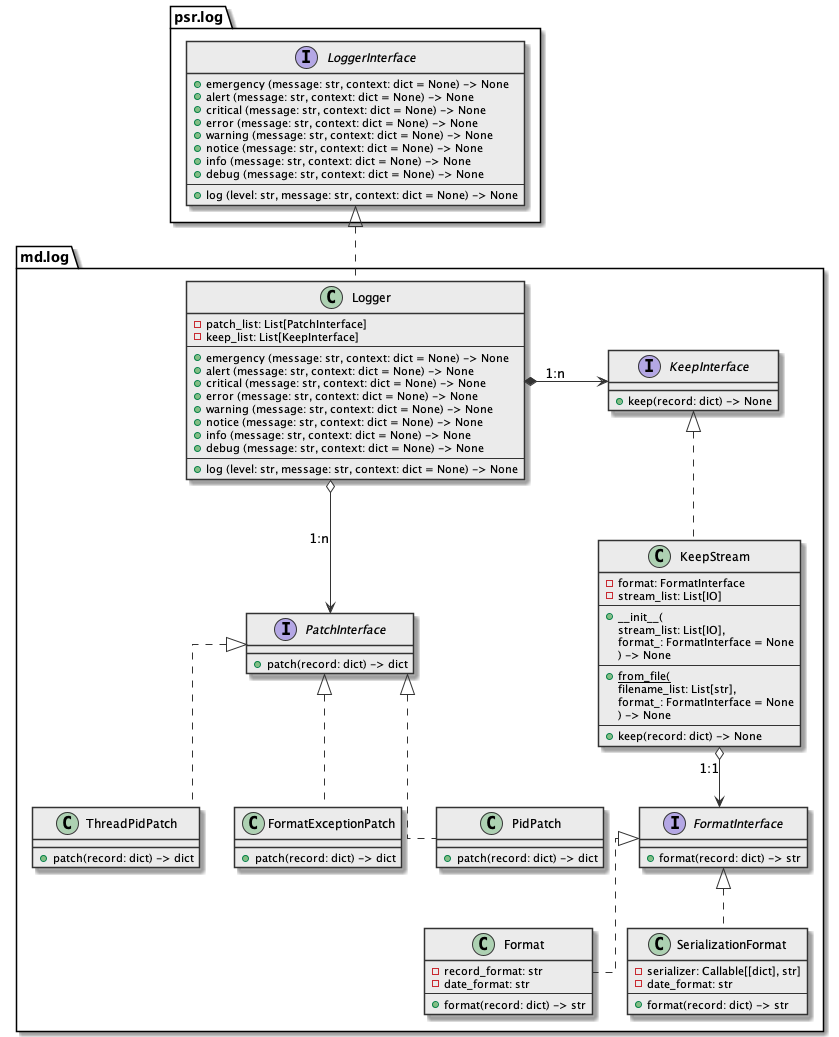 psr.log
I LoggerInterface
emergency (message: str, context: dict = None) -> None
alert (message: str, context: dict = None) -> None
critical (message: str, context: dict = None) -> None
error (message: str, context: dict = None) -> None
warning (message: str, context: dict = None) -> None
notice (message: str, context: dict = None) -> None
info (message: str, context: dict = None) -> None
debug (message: str, context: dict = None) -> None
log (level: str, message: str, context: dict = None) -> None
md.log
C Logger
patch_list: List[PatchInterface]
keep_list: List[KeepInterface]
emergency (message: str, context: dict = None) -> None
alert (message: str, context: dict = None) -> None
critical (message: str, context: dict = None) -> None
error (message: str, context: dict = None) -> None
warning (message: str, context: dict = None) -> None
notice (message: str, context: dict = None) -> None
info (message: str, context: dict = None) -> None
debug (message: str, context: dict = None) -> None
log (level: str, message: str, context: dict = None) -> None
1:n
I KeepInterface
keep(record: dict) -> None
1:n
C KeepStream
format: FormatInterface
stream_list: List[IO]
__init__(
stream_list: List[IO],
format_: FormatInterface = None
) -> None
from_file(
filename_list: List[str],
format_: FormatInterface = None
) -> None
keep(record: dict) -> None
I PatchInterface
patch(record: dict) -> dict
1:1
C ThreadPidPatch
patch(record: dict) -> dict
C FormatExceptionPatch
patch(record: dict) -> dict
C PidPatch
patch(record: dict) -> dict
I FormatInterface
format(record: dict) -> str
C Format
record_format: str
date_format: str
format(record: dict) -> str
C SerializationFormat
serializer: Callable[[dict], str]
date_format: str
format(record: dict) -> str